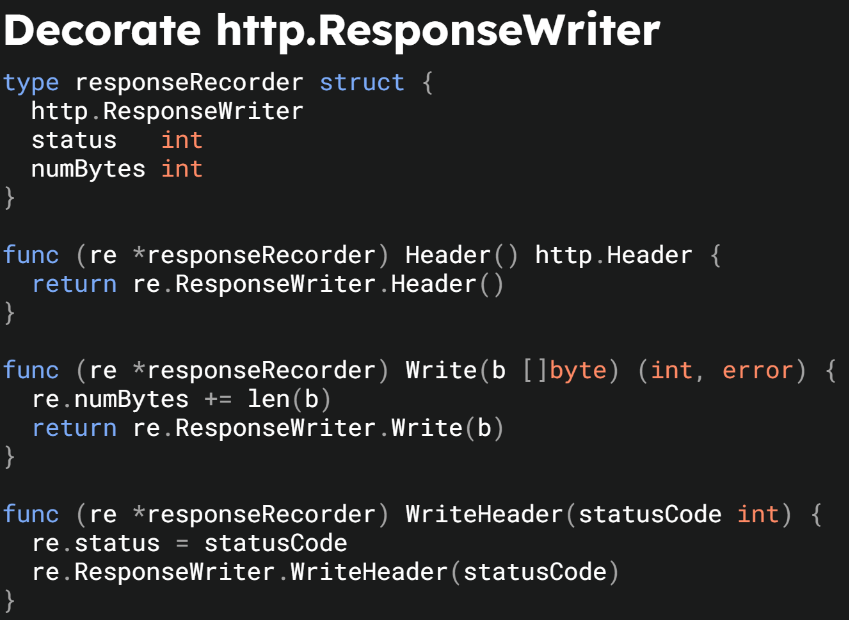 Decorate http.ResponseWriter
type responseRecorder struct {
  http.ResponseWriter
  status   int
  numBytes int
}

func (re *responseRecorder) Header() http.Header {
  return re.ResponseWriter.Header()
}

func (re *responseRecorder) Write(b []byte) (int, error) {
  re.numBytes += len(b)
  return re.ResponseWriter.Write(b)
}

func (re *responseRecorder) WriteHeader(statusCode int) {
  re.status = statusCode
  re.ResponseWriter.WriteHeader(statusCode)
}